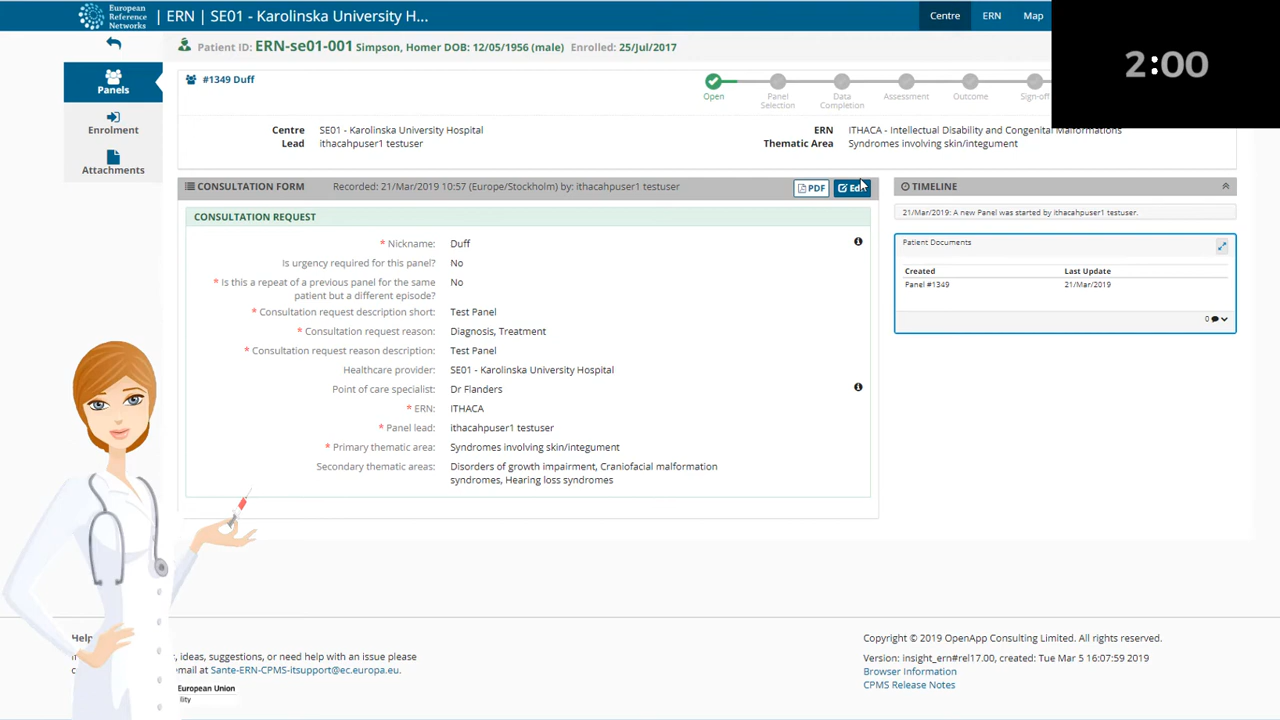 European
Reference
Networks
ERN | SE01 - Karolinska University H...
Centre
ERN
Map
2:00
Patient ID: ERN-se01-001 Simpson, Homer DOB: 12/05/1956 (male) Enrolled: 25/Jul/2017
Panels
Enrolment
Attachments
#1349 Duff
Open
Panel
Selection
Data
Completion
Assessment
Outcome
Sign-off
Centre SE01 - Karolinska University Hospital
Lead ithacahpuser1 testuser
ERN ITHACA - Intellectual Disability and Congenital Malformations
Thematic Area Syndromes involving skin/integument
CONSULTATION FORM Recorded: 21/Mar/2019 10:57 (Europe/Stockholm) by: ithacahpuser1 testuser
PDF
CONSULTATION REQUEST
* Nickname: Duff
Is urgency required for this panel? No
* Is this a repeat of a previous panel for the same No
patient but a different episode?
* Consultation request description short: Test Panel
* Consultation request reason: Diagnosis, Treatment
* Consultation request reason description: Test Panel
Healthcare provider: SE01 - Karolinska University Hospital
Point of care specialist: Dr Flanders
* ERN: ITHACA
* Panel lead: ithacahpuser1 testuser
* Primary thematic area: Syndromes involving skin/integument
Secondary thematic areas: Disorders of growth impairment, Craniofacial malformation
syndromes, Hearing loss syndromes
TIMELINE
21/Mar/2019: A new Panel was started by ithacahpuser1 testuser.
Patient Documents
Created Last Update
Panel #1349 21/Mar/2019
0
Help
, ideas, suggestions, or need help with an issue please
email at Sante-ERN-CPMS-itsupport@ec.europa.eu.
European Union
Copyright © 2019 OpenApp Consulting Limited. All rights reserved.
Version: insight_ern#rel17.00, created: Tue Mar 5 16:07:59 2019
Browser Information
CPMS Release Notes